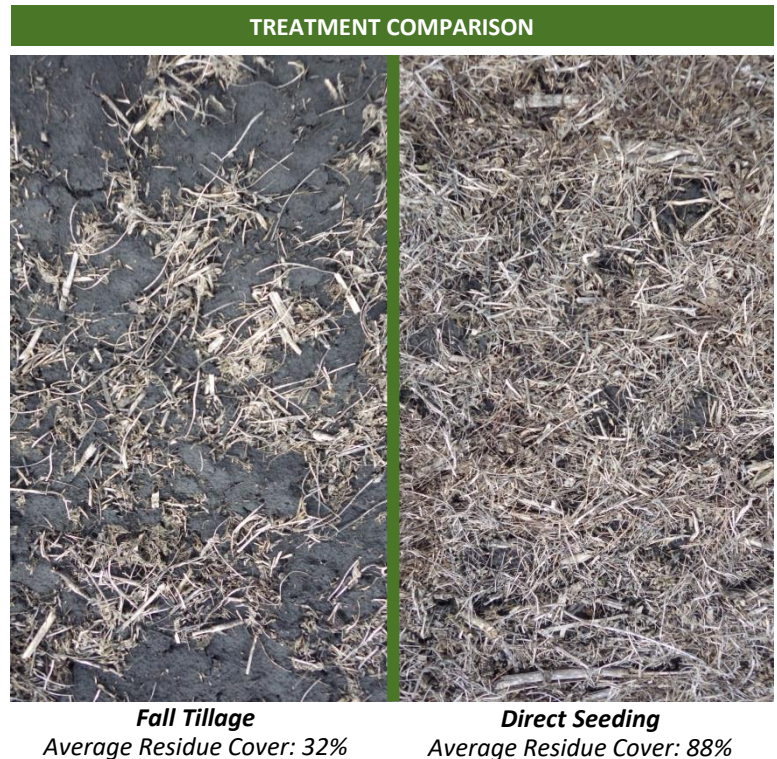 TREATMENT COMPARISON
Fall Tillage
Average Residue Cover: 32%
Direct Seeding
Average Residue Cover: 88%